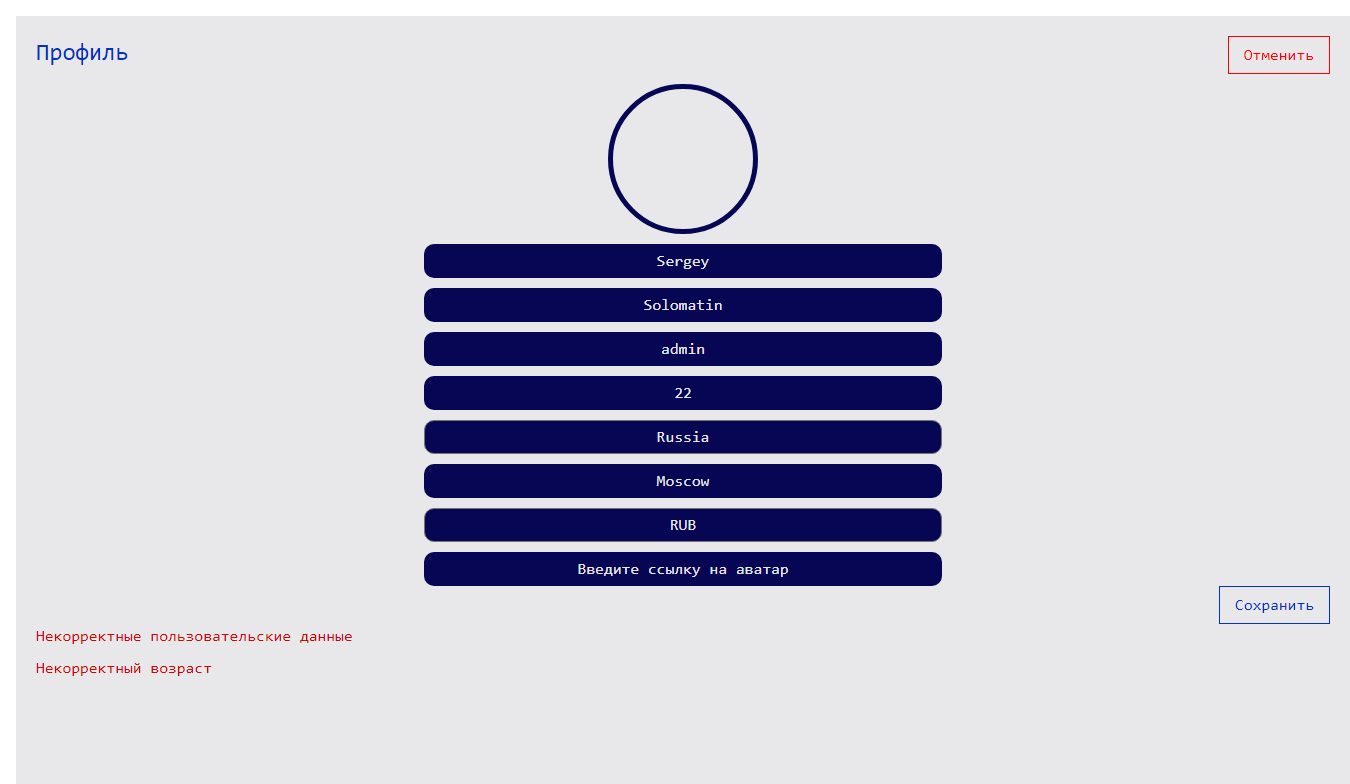 Профиль
Отменить
Sergey
Solomatin
admin
22
Russia
Moscow
RUB
Введите ссылку на аватар
Сохранить
Некорректные пользовательские данные
Некорректный возраст